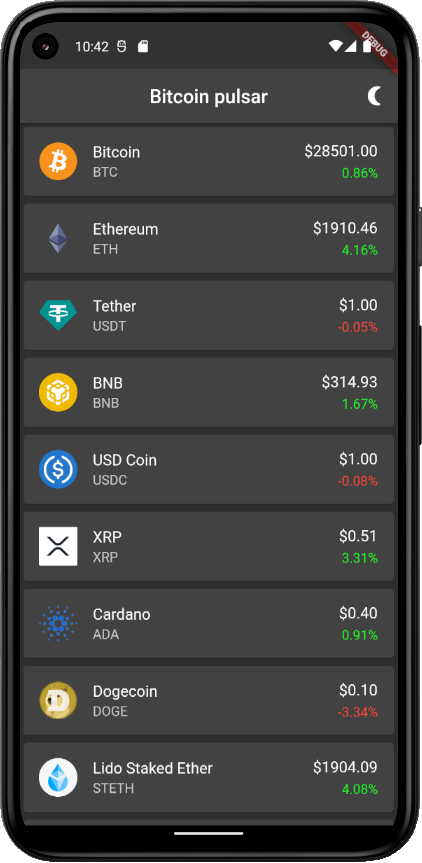 10:42
DEBUG
Bitcoin pulsar
Bitcoin $28501.00
BTC 0.86%
Ethereum $1910.46
ETH 4.16%
Tether $1.00
USDT -0.05%
BNB $314.93
BNB 1.67%
USD Coin $1.00
USDC -0.08%
XRP $0.51
XRP 3.31%
Cardano $0.40
ADA 0.91%
Dogecoin $0.10
DOGE -3.34%
Lido Staked Ether $1904.09
STETH 4.08%